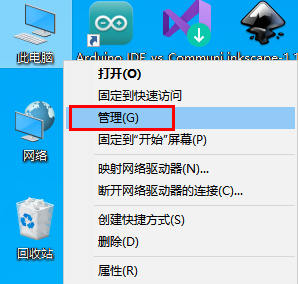 此电脑
Arduino IDE
vs_Communi...
Inkscape-1.1
打开(O)
固定到快速访问
管理(G)
固定到"开始"屏幕(P)
网络
映射网络驱动器(N)...
断开网络驱动器的连接(C)...
创建快捷方式(S)
回收站
删除(D)
属性(R)